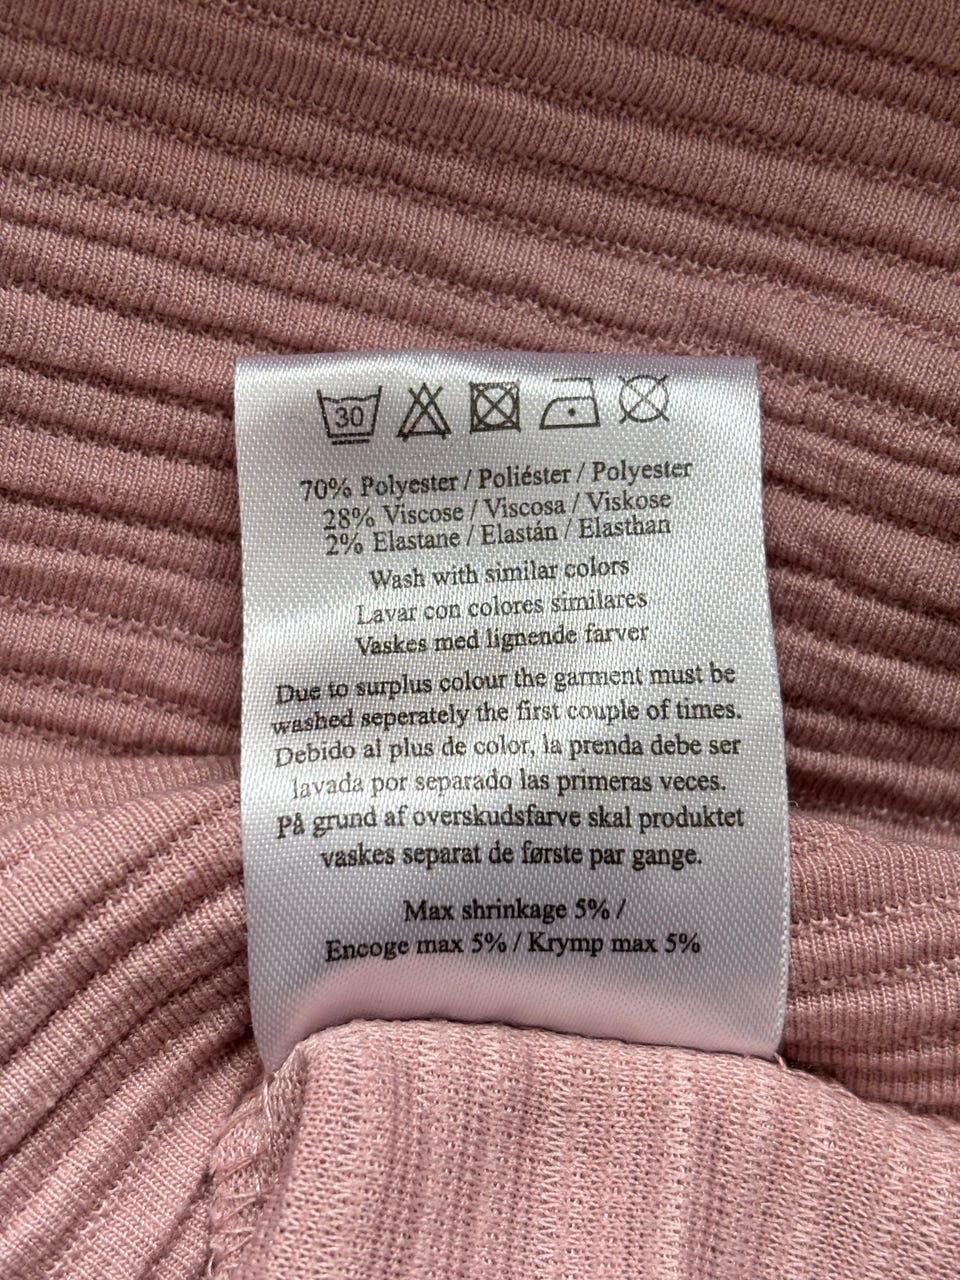 30
70% Polyester / Poliéster / Polyester
28% Viscose / Viscosa / Viskose
2% Elastane / Elastán / Elasthan
Wash with similar colors
Lavar con colores similares
Vaskes med lignende farver
Due to surplus colour the garment must be
washed seperately the first couple of times.
Debido al plus de color, la prenda debe ser
lavada por separado las primeras veces.
På grund af overskudsfarve skal produktet
vaskes separat de første par gange.
Max shrinkage 5% /
Encoge max 5% / Krymp max 5%